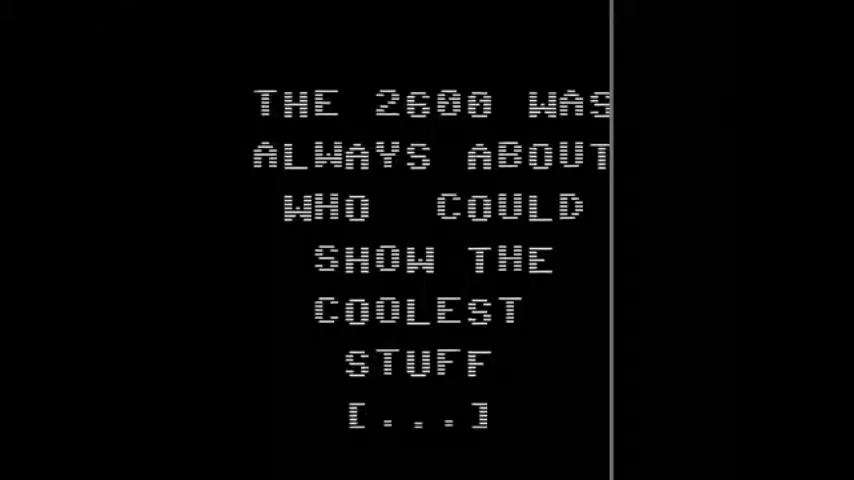 THE 2600 WAS
ALWAYS ABOUT
WHO COULD
SHOW THE
COOLEST
STUFF
[...]